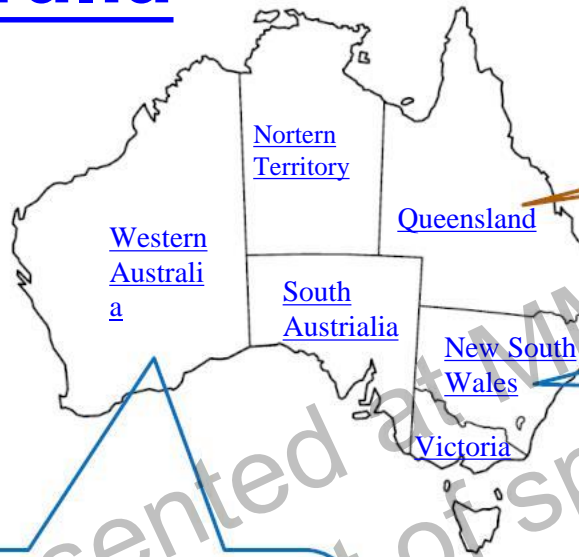 Nortern
Territory
Queensland
Western
Australi
a
South
Austrialia
New South
Wales
Victoria